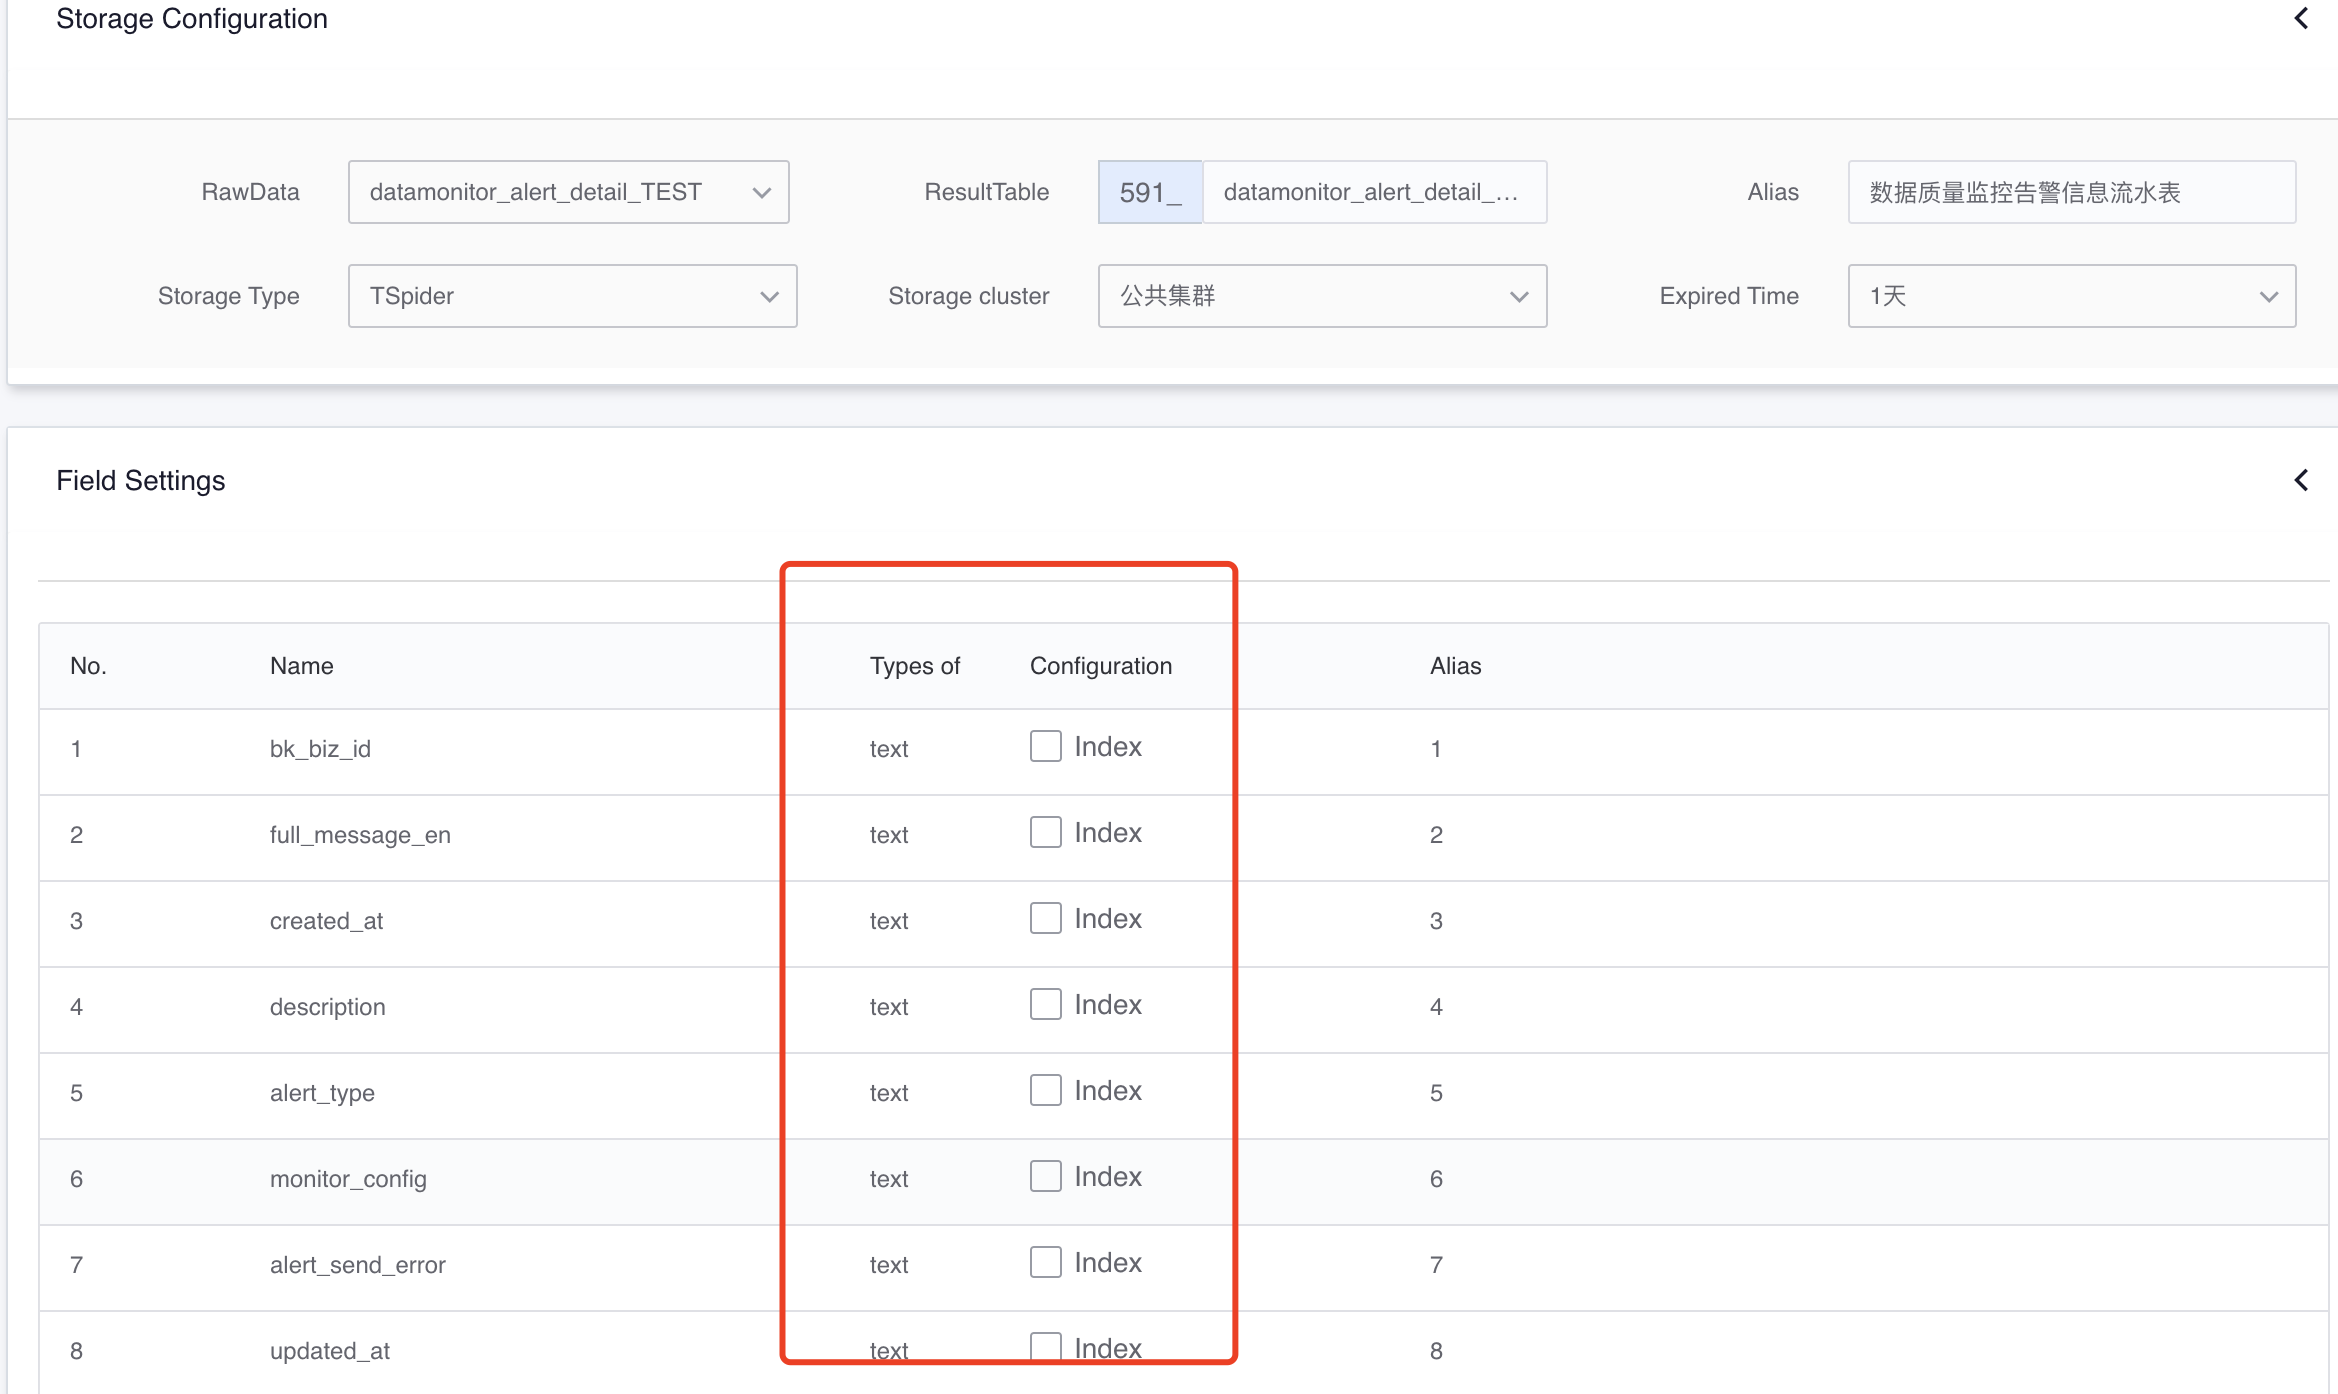 Storage Configuration
RawData datamonitor_alert_detail_TEST ResultTable 591_ datamonitor_alert_detail_... Alias 数据质量监控告警信息流水表
Storage Type TSpider Storage cluster 公共集群 Expired Time 1天
Field Settings
No. Name Types of Configuration Alias
1 bk_biz_id text Index 1
2 full_message_en text Index 2
3 created_at text Index 3
4 description text Index 4
5 alert_type text Index 5
6 monitor_config text Index 6
7 alert_send_error text Index 7
8 updated_at text Index 8